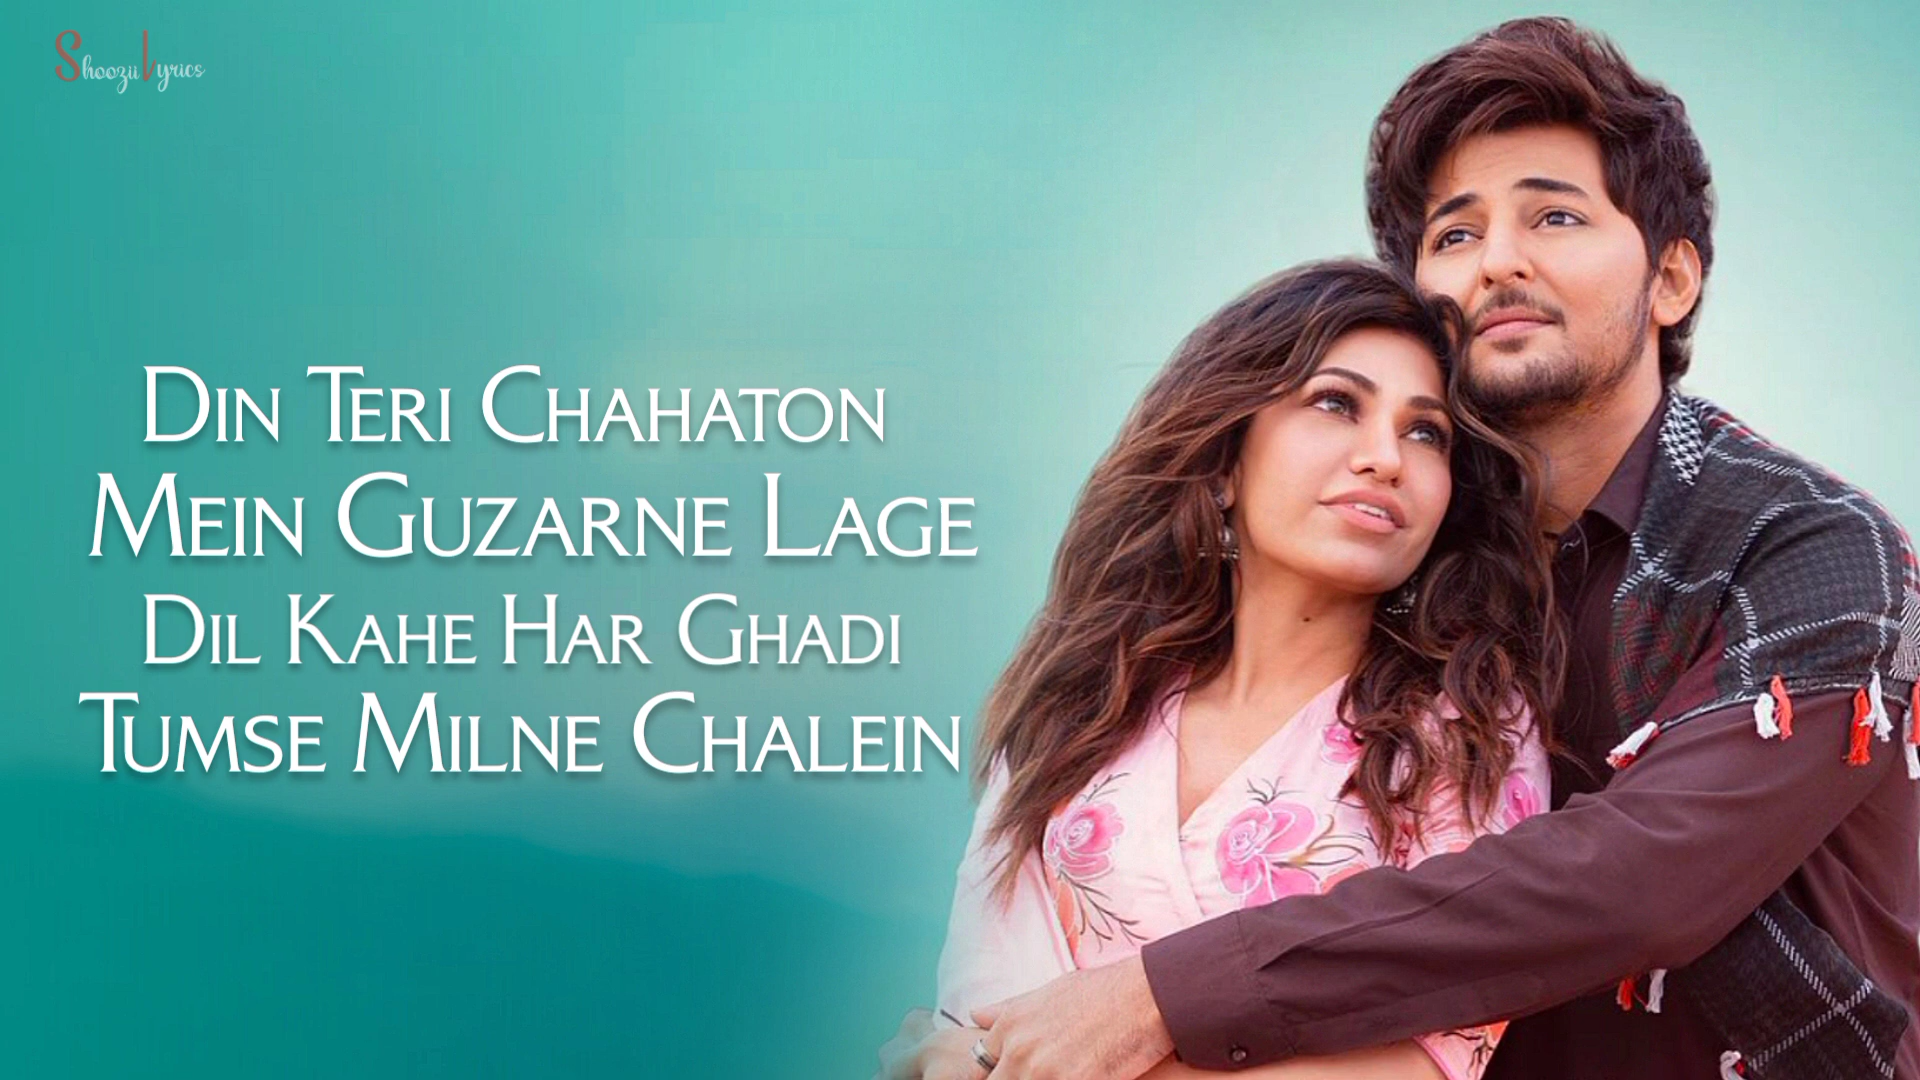 Shoozii Lyrics
Din Teri Chahaton
Mein Guzarne Lage
Dil Kahe Har Ghadi
Tumse Milne Chalein